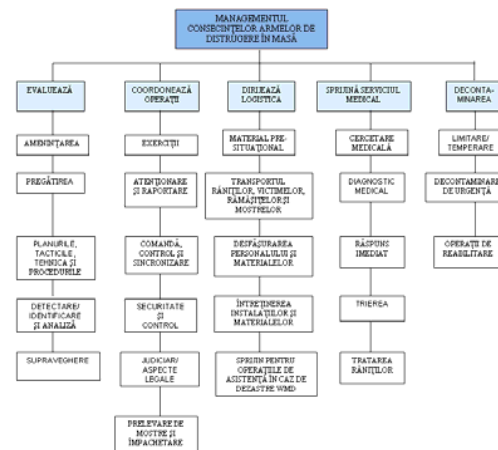 MANAGEMENTUL
CONSECINȚELOR ARMELOR DE
DISTRUGERE ÎN MASĂ
EVALUEAZĂ
AMENINȚAREA
PREGĂTIREA
PLANURILE,
TACTICILE,
TEHNICA ȘI
PROCEDURILE
DETECTARE/
IDENTIFICARE
ȘI ANALIZĂ
SUPRAVEGHERE
COORDONEAZĂ
OPERAȚII
EXERCIȚII
ATENȚIONARE
ȘI RAPORTARE
COMANDĂ,
CONTROL ȘI
SINCRONIZARE
SECURITATE
ȘI
CONTROL
JUDICIAR/
ASPECTE
LEGALE
PRELEVARE DE
MOSTRE ȘI
ÎMPACHETARE
DIRIJEAZĂ
LOGISTICA
MATERIAL PRE-
SITUAȚIONAL
TRANSPORTUL
RĂNIȚILOR, VICTIMELOR,
RĂMĂȘIȚELOR ȘI
MOSTRELOR
DESFĂȘURAREA
PERSONALULUI ȘI
MATERIALELOR
ÎNTREȚINEREA
INSTALAȚIILOR ȘI
MATERIALELOR
SPRIJIN PENTRU
OPERAȚIILE DE
ASISTENȚĂ ÎN CAZ DE
DEZASTRE WMD
SPRIJINĂ SERVICIUL
MEDICAL
CERCETARE
MEDICALĂ
DIAGNOSTIC
MEDICAL
RĂSPUNS
IMEDIAT
TRIEREA
TRATAREA
RĂNIȚILOR
DECONTA-
MINAREA
LIMITARE/
TEMPERARE
DECONTAMINARE
DE URGENȚĂ
OPERAȚII DE
REABILITARE